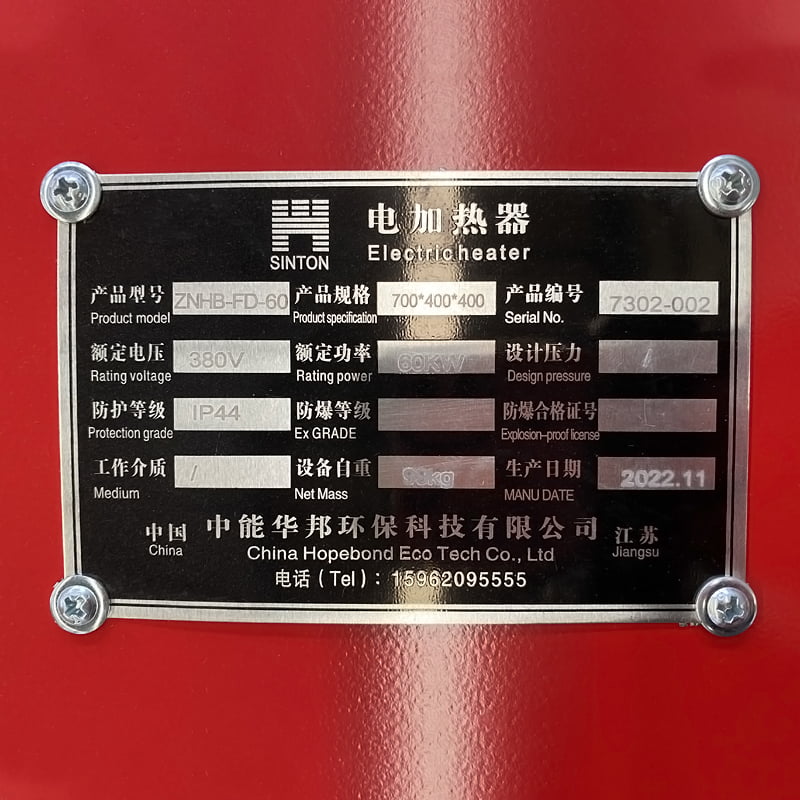 SINTON
电加热器
Electric heater
产品型号 ZNHB-FD-60 产品规格 700*400*400 产品编号 7302-002
Product model Product specification Serial No.
额定电压 380V 额定功率 60KW 设计压力 /
Rating voltage Rating power Design pressure
防护等级 IP44 防爆等级 防爆合格证号
Protection grade Ex GRADE Explosion-proof license
工作介质 / 设备自重 生产日期 2022.11
Medium Net Mass MANU DATE
中国 中能华邦环保科技有限公司 江苏
China China Hopebond Eco Tech Co., Ltd Jiangsu
电话（Tel）：15962095555